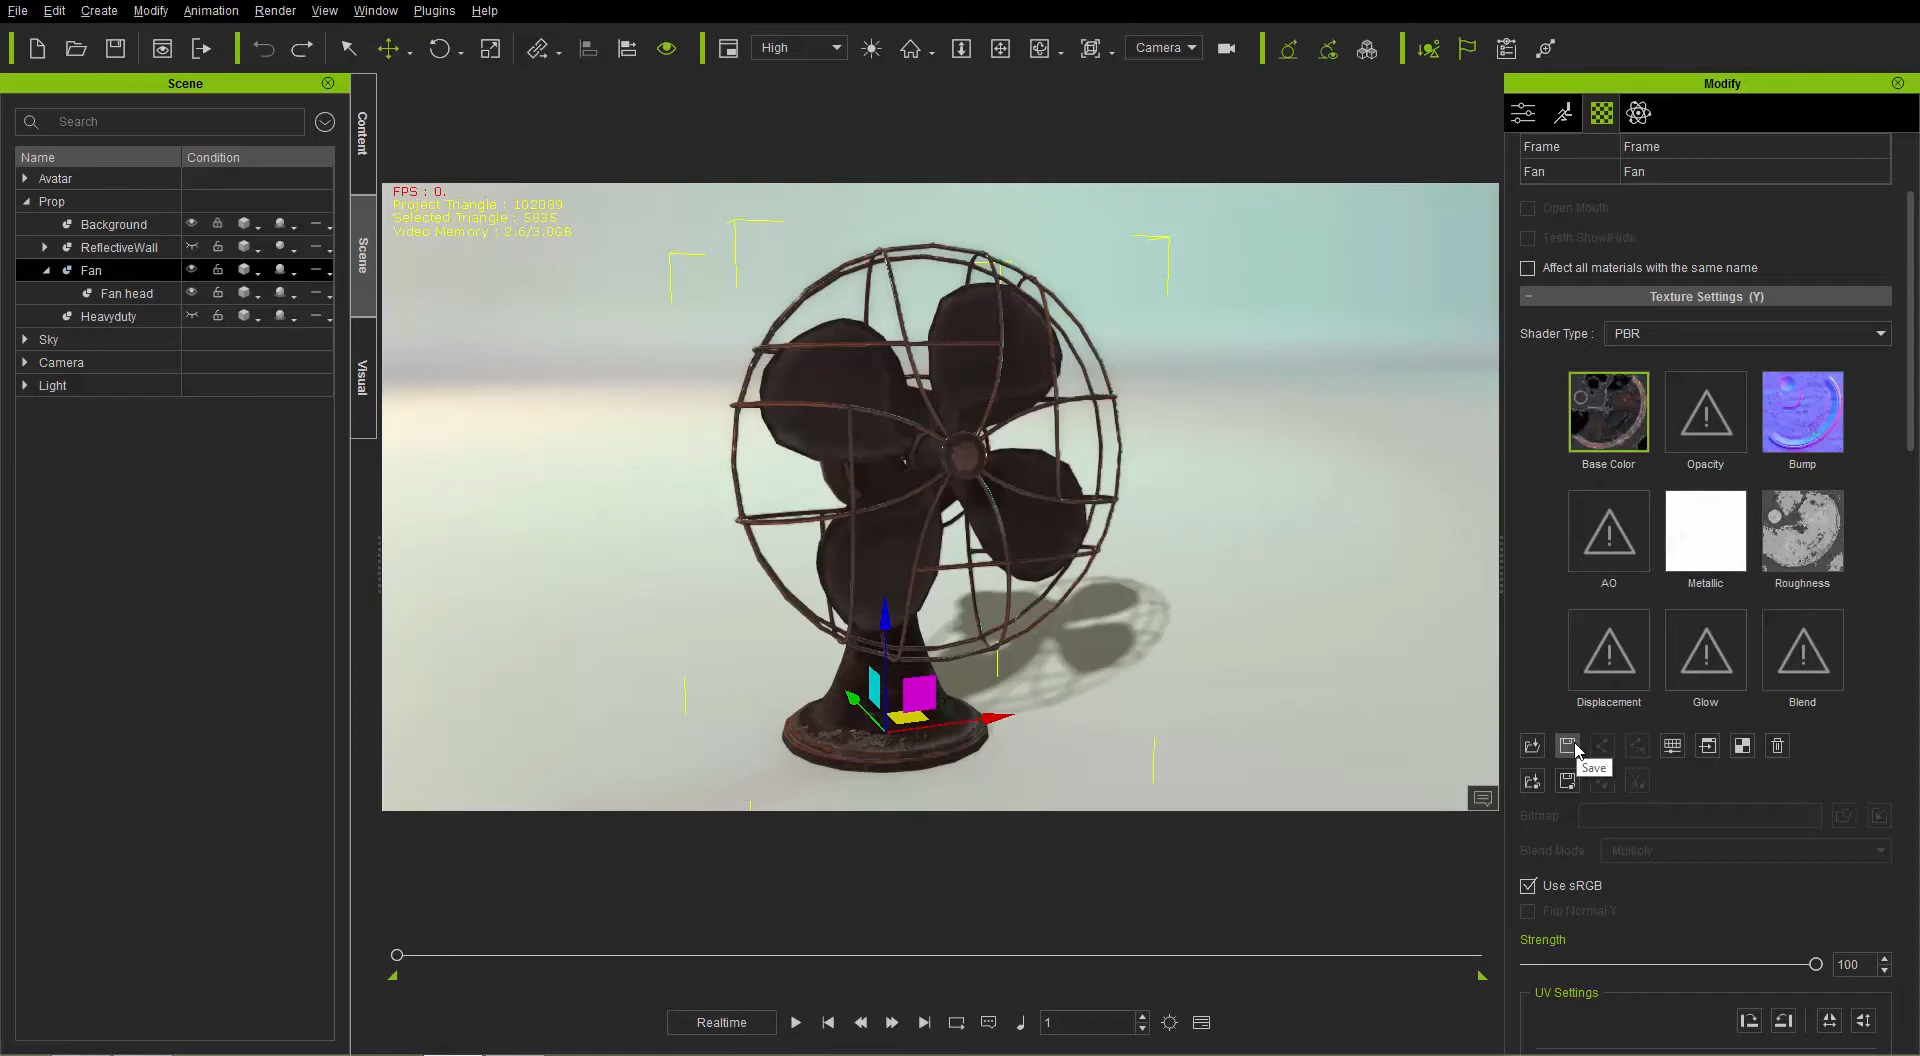 File Edit Create Modify Animation Render View Window Plugins Help
High
Camera
Scene
Search
Name Condition
Avatar
Prop
Background
ReflectiveWall
Fan
Fan head
Heavyduty
Sky
Camera
Light
Content
Scene
Visual
FPS : 0.
Project Triangle : 102089
Selected Triangle : 5835
Video Memory : 2.6/3.0GB
Realtime
1
Modify
Frame Frame
Fan Fan
Open Mouth
Teeth Show/Hide
Affect all materials with the same name
Texture Settings (Y)
Shader Type : PBR
Base Color Opacity Bump
AO Metallic Roughness
Displacement Glow Blend
Save
Bitmap
Blend Mode Multiply
Use sRGB
Flip Normal Y
Strength
100
UV Settings